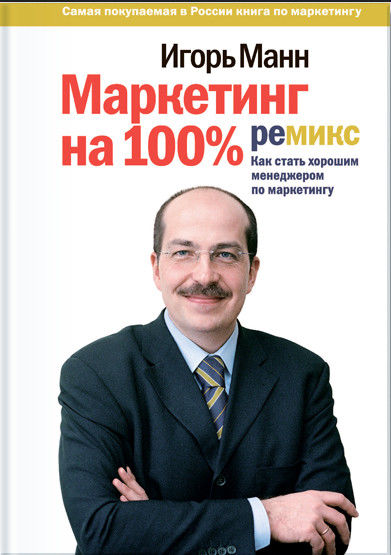 Самая покупаемая в России книга по маркетингу
Игорь Манн
Маркетинг
на 100%
ремикс
Как стать хорошим
менеджером
по маркетингу